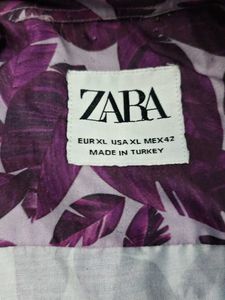 ZARA
EUR XL USA XL MEX 42
MADE IN TURKEY